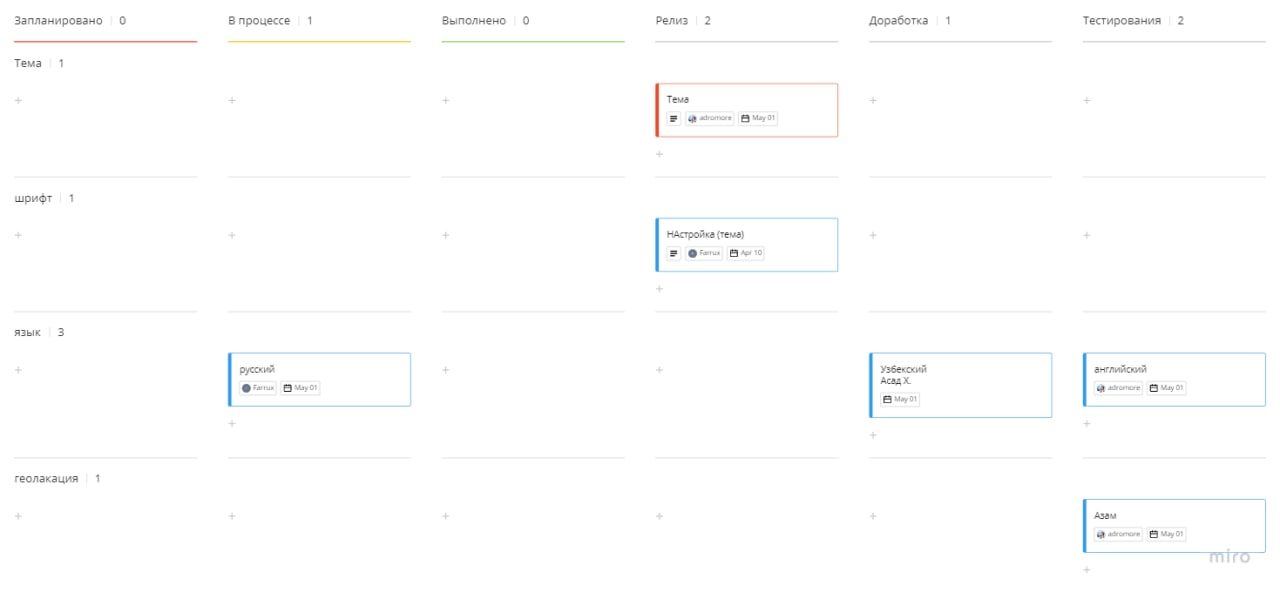 Запланировано 0
В процессе 1
Выполнено 0
Релиз 2
Доработка 1
Тестирования 2
Тема 1
Тема
adromore May 01
шрифт 1
НАстройка (тема)
Farrux Apr 10
язык 3
русский
Farrux May 01
Узбекский
Асад Х.
May 01
английский
adromore May 01
геолакация 1
Азам
adromore May 01
miro